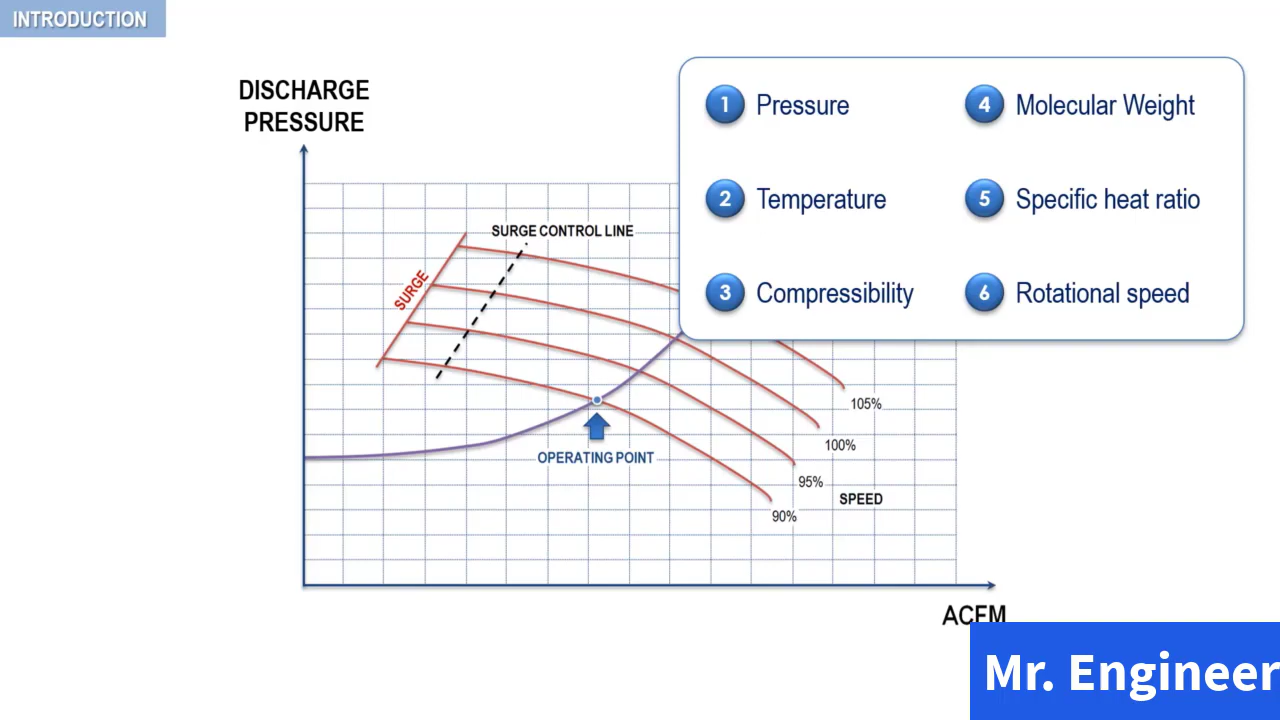 INTRODUCTION
DISCHARGE
PRESSURE
1 Pressure
4 Molecular Weight
2 Temperature
5 Specific heat ratio
3 Compressibility
6 Rotational speed
SURGE CONTROL LINE
SURGE
OPERATING POINT
105%
100%
95%
90%
SPEED
ACFM
Mr. Engineer